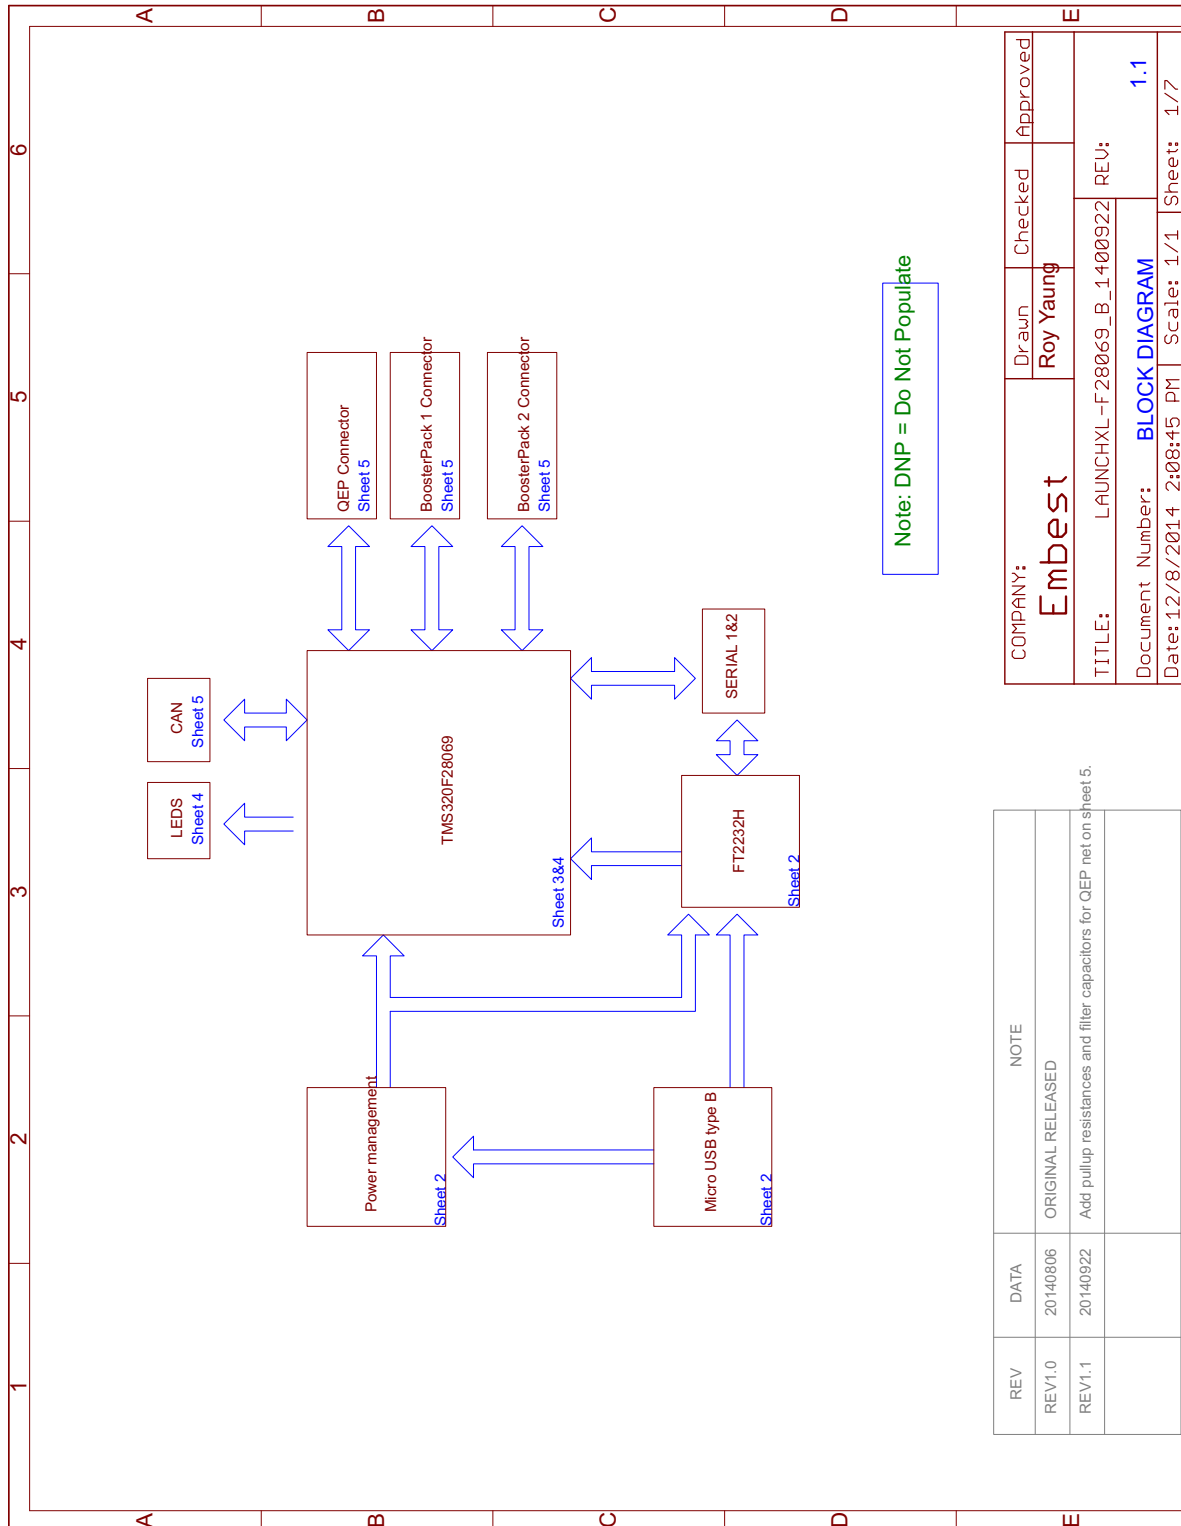 A
B
C
D
E
1
2
3
4
5
6
LEDS
Sheet 4
CAN
Sheet 5
Power management
Sheet 2
TMS320F28069
Sheet 3&4
QEP Connector
Sheet 5
BoosterPack 1 Connector
Sheet 5
BoosterPack 2 Connector
Sheet 5
Micro USB type B
Sheet 2
FT2232H
Sheet 2
SERIAL 1&2
Note: DNP = Do Not Populate
REV DATA NOTE
REV1.0 20140806 ORIGINAL RELEASED
REV1.1 20140922 Add pullup resistances and filter capacitors for QEP net on sheet 5.
COMPANY:
Embest
Drawn Checked Approved
Roy Yaung
TITLE: LAUNCHXL-F28069_B_1400922 REV:
1.1
Document Number: BLOCK DIAGRAM
Date: 12/8/2014 2:08:45 PM Scale: 1/1 Sheet: 1/7
A
B
C
D
E